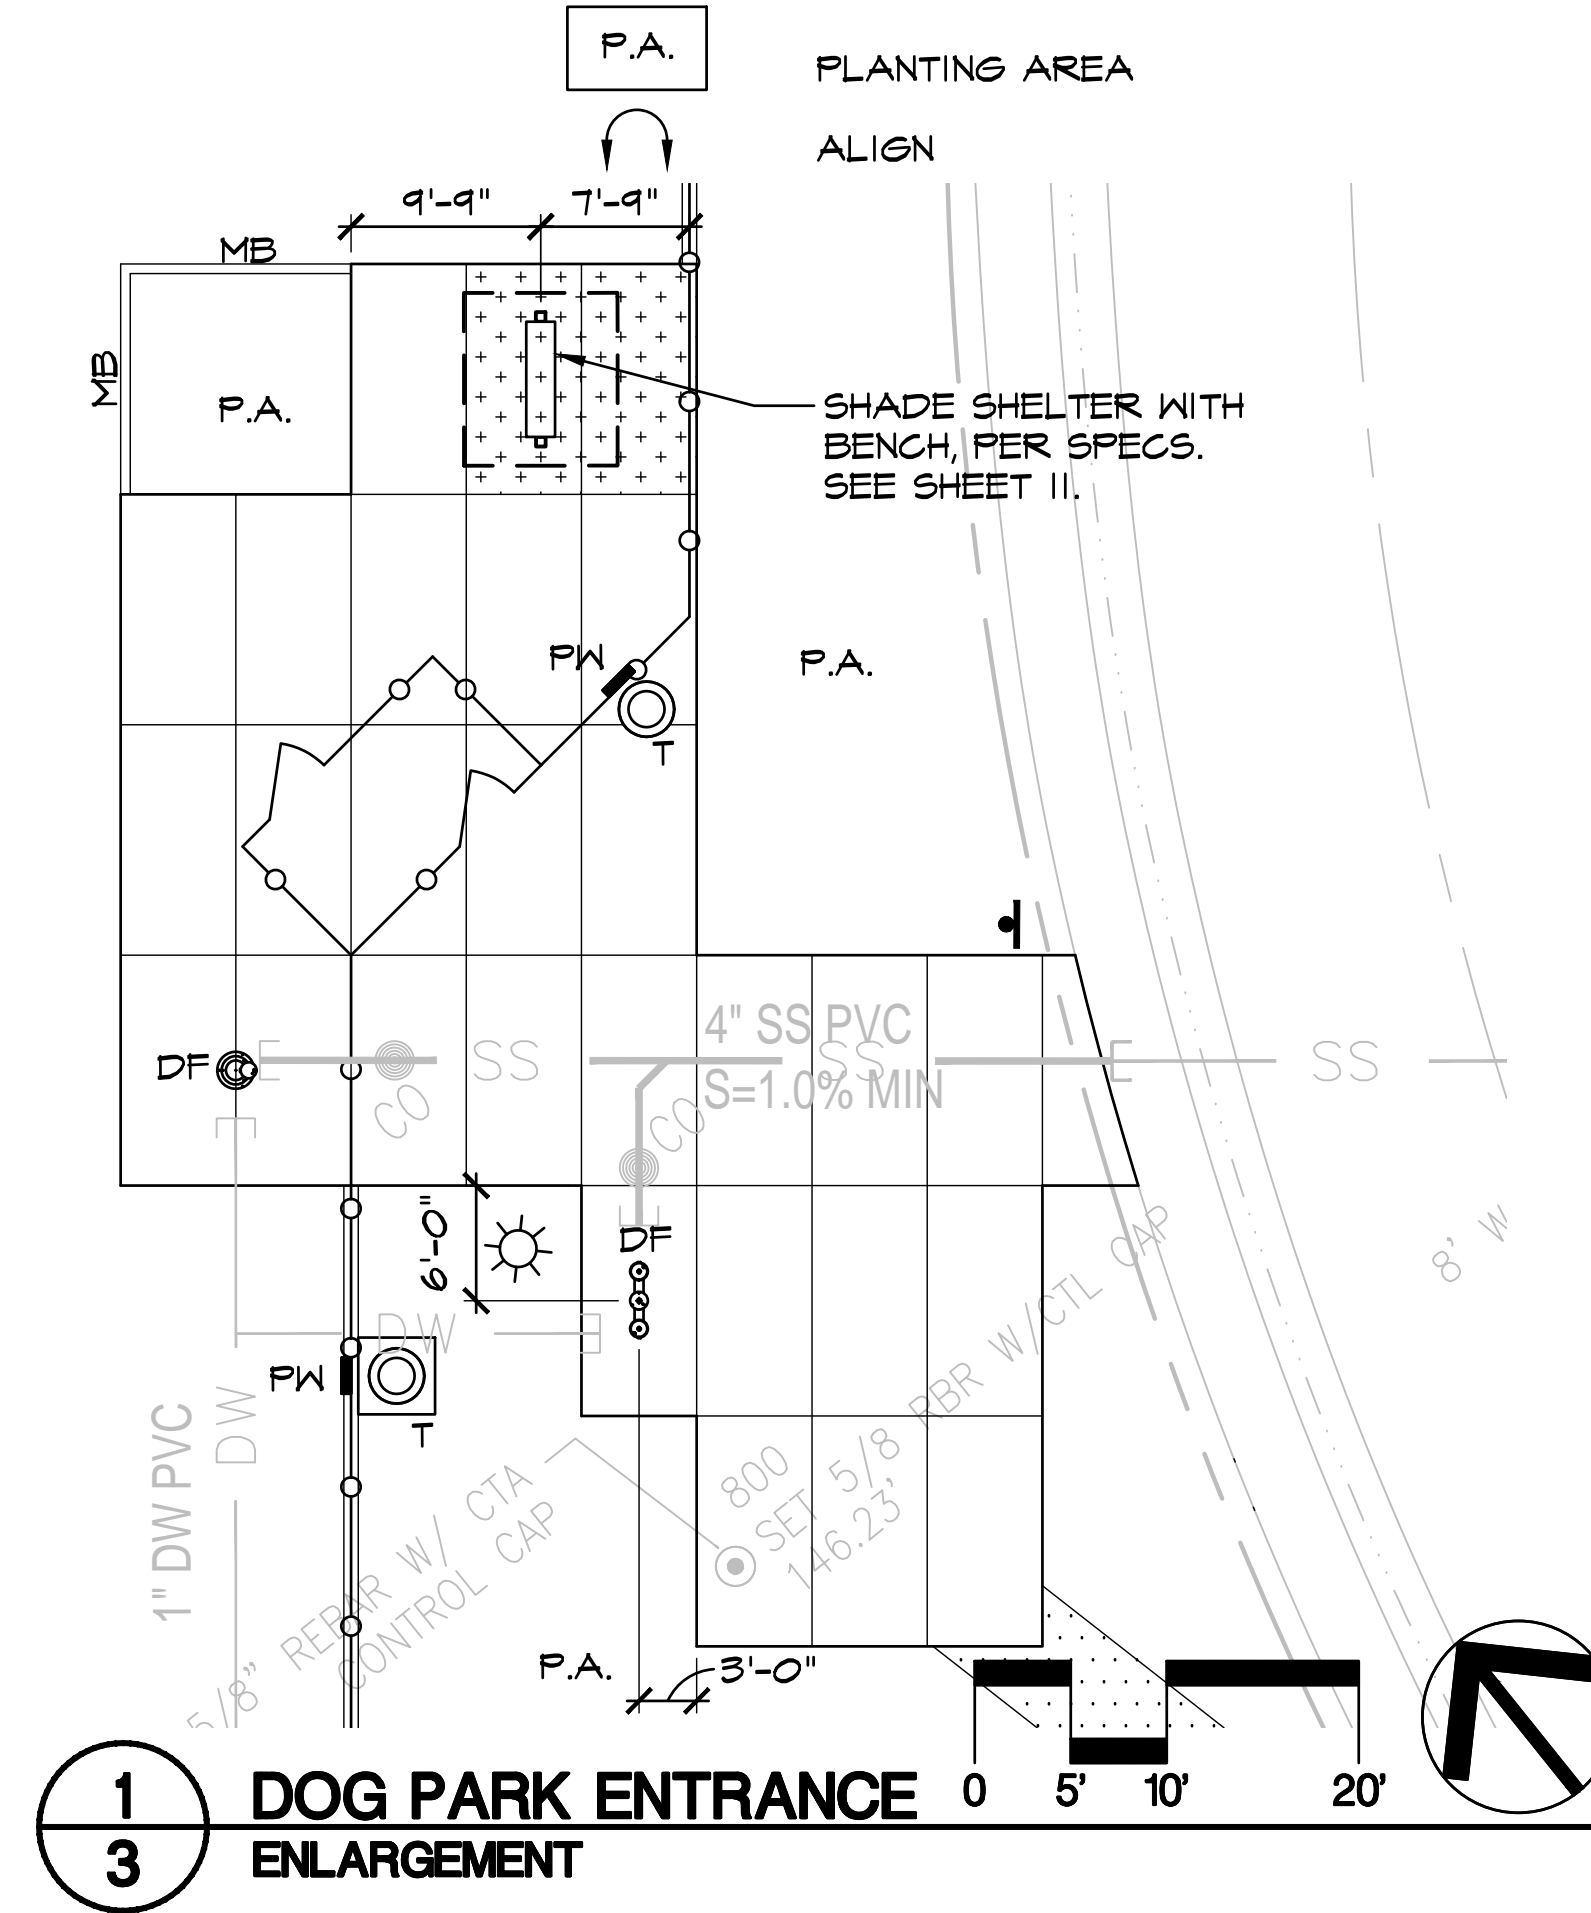 P.A.
PLANTING AREA
ALIGN
9'-9"
7'-9"
MB
MB
P.A.
SHADE SHELTER WITH
BENCH, PER SPECS.
SEE SHEET 11.
PW
T
P.A.
4" SS PVC
S=1.0% MIN
DF
SS
SS
SS
CO
CO
6'-0"
DF
DW
PW
T
1" DW PVC
DW
5/8" REBAR W/ CTA
CONTROL CAP
800
SET 5/8 RBR W/CTL CAP
146.23'
8' W
P.A.
3'-0"
1
3
DOG PARK ENTRANCE
ENLARGEMENT
0
5'
10'
20'